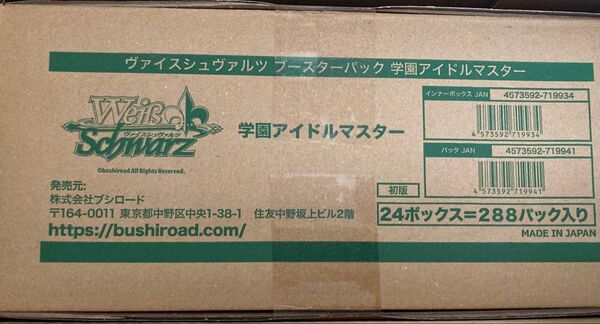 ヴァイスシュヴァルツ ブースターパック 学園アイドルマスター
Weiß
ヴァイスシュヴァルツ
Schwarz
©bushiroad All Rights Reserved.
学園アイドルマスター
インナーボックス JAN 4573592-719934
4 573592 719934
パック JAN 4573592-719941
4 573592 719941
初版
24ボックス=288パック入り
MADE IN JAPAN
発売元:
株式会社ブシロード
〒164-0011 東京都中野区中央1-38-1 住友中野坂上ビル2階
https://bushiroad.com/